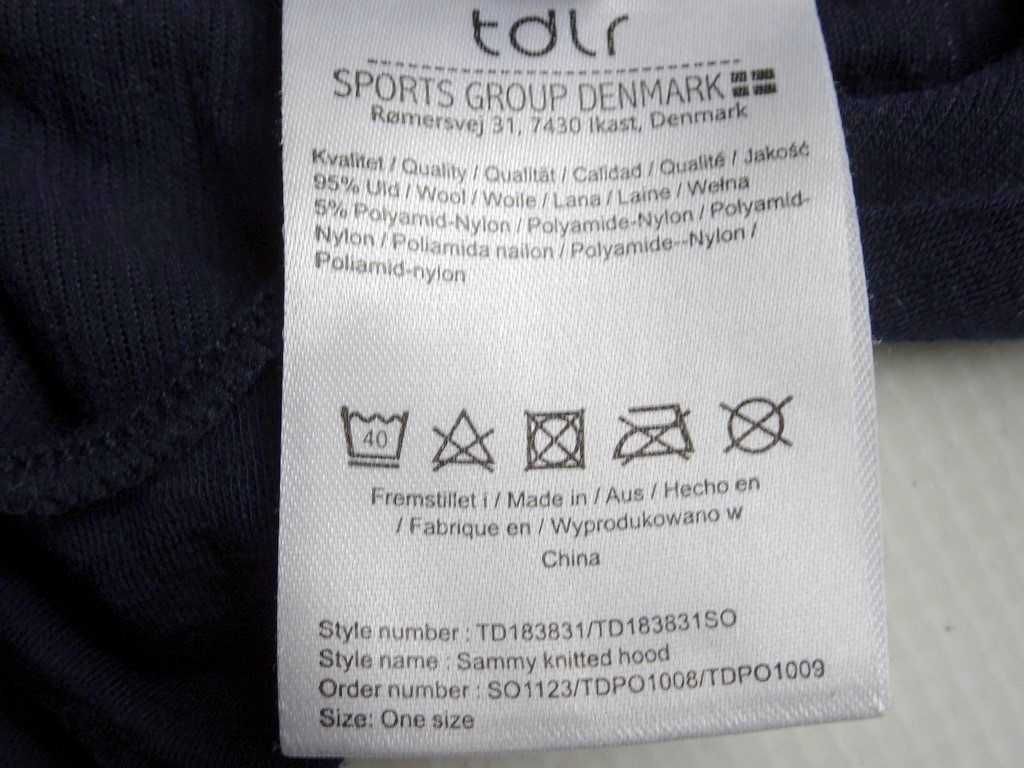 tdlr
SPORTS GROUP DENMARK
Rømersvej 31, 7430 Ikast, Denmark
Kvalitet / Quality / Qualität / Calidad / Qualité / Jakość
95% Uld / Wool / Wolle / Lana / Laine / Wełna
5% Polyamid-Nylon / Polyamide-Nylon / Polyamid-
Nylon / Poliamida nailon / Polyamide--Nylon /
Poliamid-nylon
40
Fremstillet i / Made in / Aus / Hecho en
/ Fabrique en / Wyprodukowano w
China
Style number : TD183831/TD183831SO
Style name : Sammy knitted hood
Order number : SO1123/TDPO1008/TDPO1009
Size: One size